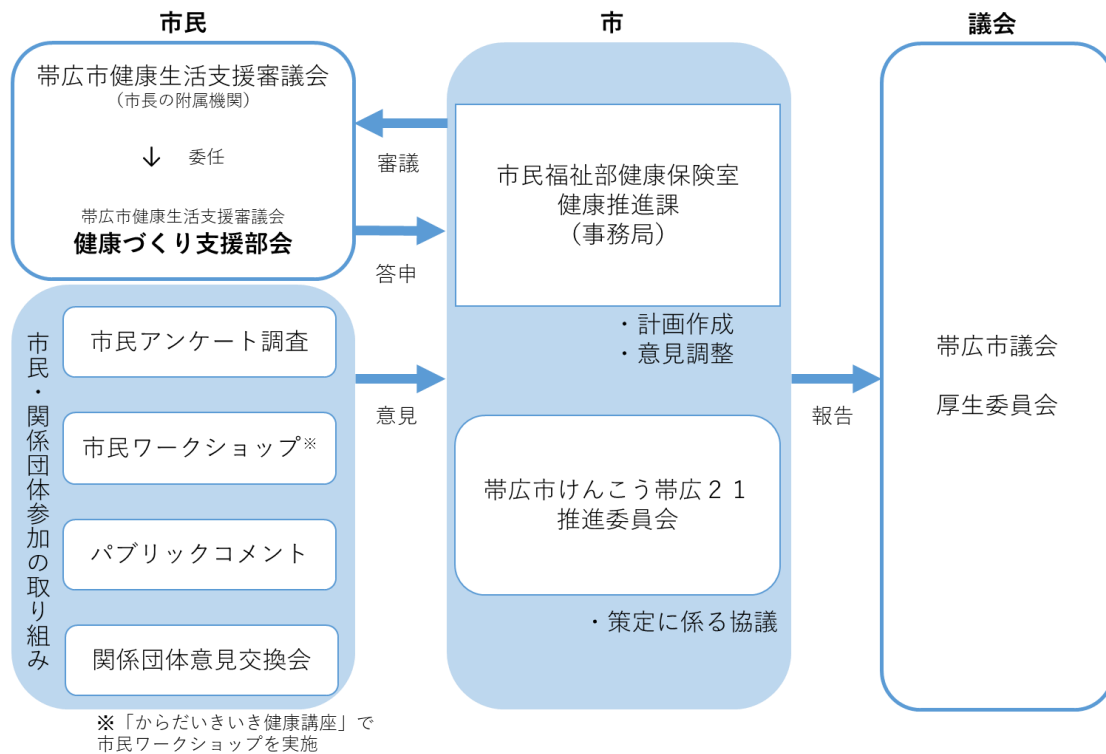 市民
帯広市健康生活支援審議会
（市長の附属機関）
↓ 委任
帯広市健康生活支援審議会
健康づくり支援部会
市民・関係団体参加の取り組み
市民アンケート調査
市民ワークショップ※
パブリックコメント
関係団体意見交換会
※「からだいきいき健康講座」で
市民ワークショップを実施
審議
答申
意見
市
市民福祉部健康保険室
健康推進課
（事務局）
・計画作成
・意見調整
帯広市けんこう帯広２１
推進委員会
・策定に係る協議
報告
議会
帯広市議会
厚生委員会